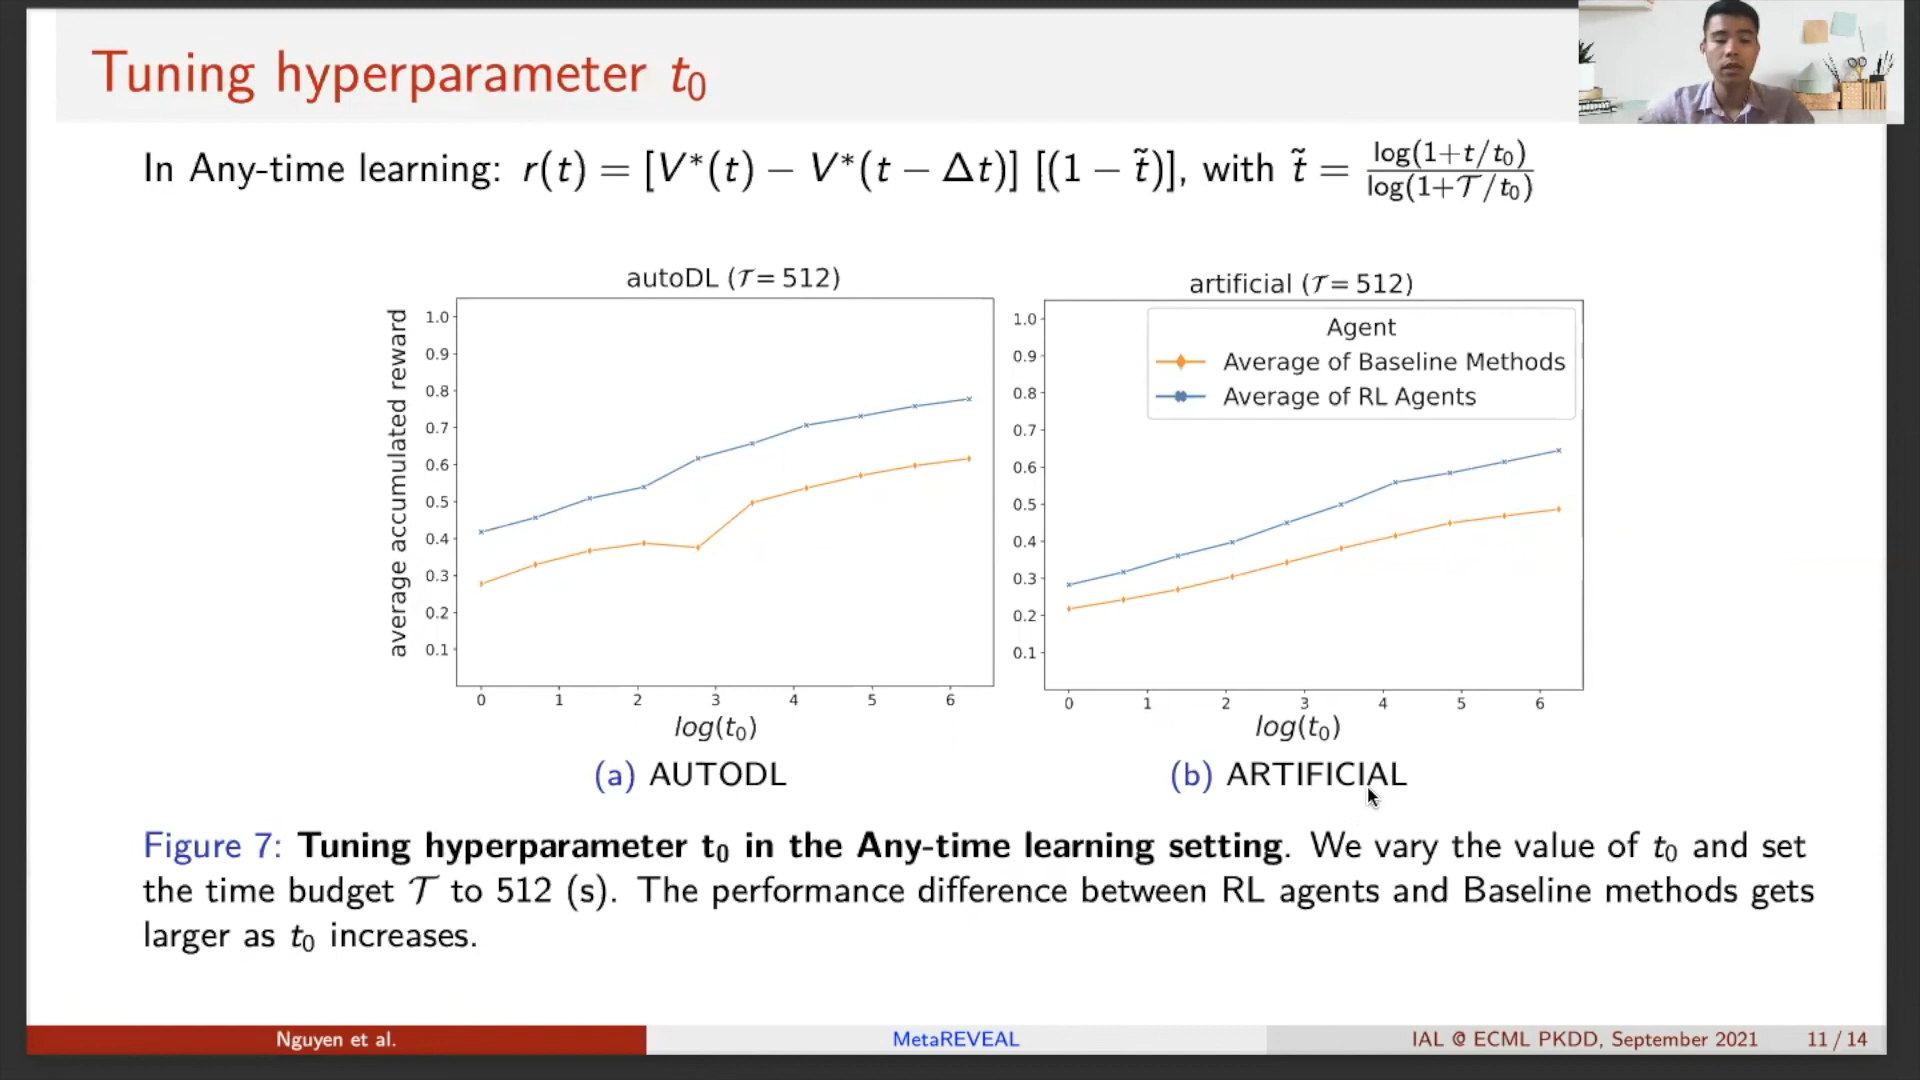 Tuning hyperparameter t₀
In Any-time learning: r(t) = [V*(t) − V*(t − Δt)] [(1 − t̃)], with t̃ = log(1+t/t₀) / log(1+𝒯/t₀)
autoDL (𝒯 = 512)
average accumulated reward
1.0
0.9
0.8
0.7
0.6
0.5
0.4
0.3
0.2
0.1
0 1 2 3 4 5 6
log(t₀)
(a) AUTODL
artificial (𝒯 = 512)
Agent
Average of Baseline Methods
Average of RL Agents
1.0
0.9
0.8
0.7
0.6
0.5
0.4
0.3
0.2
0.1
0 1 2 3 4 5 6
log(t₀)
(b) ARTIFICIAL
Figure 7: Tuning hyperparameter t₀ in the Any-time learning setting. We vary the value of t₀ and set
the time budget 𝒯 to 512 (s). The performance difference between RL agents and Baseline methods gets
larger as t₀ increases.
Nguyen et al. MetaREVEAL IAL @ ECML PKDD, September 2021 11 / 14